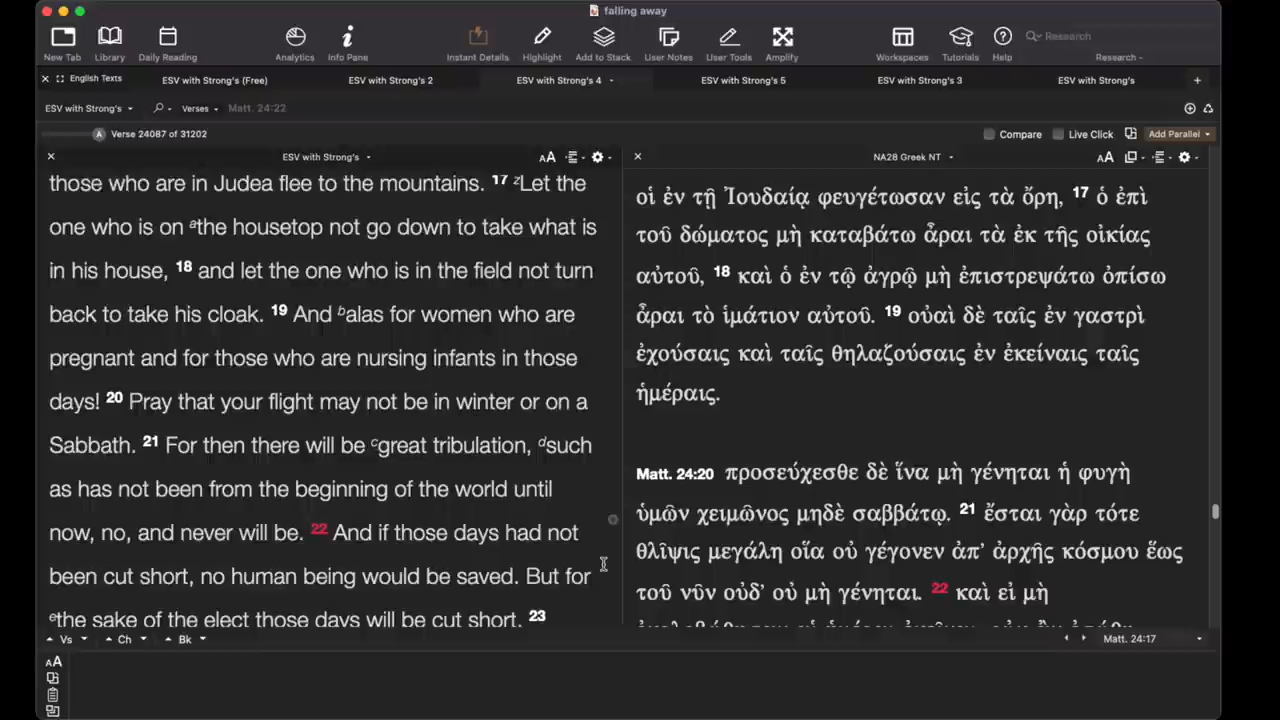 falling away
New Tab Library Daily Reading Analytics Info Pane Instant Details Highlight Add to Stack User Notes User Tools Amplify Workspaces Tutorials Help Research
Research
English Texts ESV with Strong's (Free) ESV with Strong's 2 ESV with Strong's 4 ESV with Strong's 5 ESV with Strong's 3 ESV with Strong's +
ESV with Strong's Verses Matt. 24:22
A Verse 24087 of 31202 Compare Live Click Add Parallel
ESV with Strong's
those who are in Judea flee to the mountains. 17 zLet the
one who is on athe housetop not go down to take what is
in his house, 18 and let the one who is in the field not turn
back to take his cloak. 19 And balas for women who are
pregnant and for those who are nursing infants in those
days! 20 Pray that your flight may not be in winter or on a
Sabbath. 21 For then there will be cgreat tribulation, dsuch
as has not been from the beginning of the world until
now, no, and never will be. 22 And if those days had not
been cut short, no human being would be saved. But for
ethe sake of the elect those days will be cut short. 23
NA28 Greek NT
οἱ ἐν τῇ Ἰουδαίᾳ φευγέτωσαν εἰς τὰ ὄρη, 17 ὁ ἐπὶ
τοῦ δώματος μὴ καταβάτω ἆραι τὰ ἐκ τῆς οἰκίας
αὐτοῦ, 18 καὶ ὁ ἐν τῷ ἀγρῷ μὴ ἐπιστρεψάτω ὀπίσω
ἆραι τὸ ἱμάτιον αὐτοῦ. 19 οὐαὶ δὲ ταῖς ἐν γαστρὶ
ἐχούσαις καὶ ταῖς θηλαζούσαις ἐν ἐκείναις ταῖς
ἡμέραις.
Matt. 24:20 προσεύχεσθε δὲ ἵνα μὴ γένηται ἡ φυγὴ
ὑμῶν χειμῶνος μηδὲ σαββάτῳ. 21 ἔσται γὰρ τότε
θλῖψις μεγάλη οἵα οὐ γέγονεν ἀπ’ ἀρχῆς κόσμου ἕως
τοῦ νῦν οὐδ’ οὐ μὴ γένηται. 22 καὶ εἰ μὴ
Vs Ch Bk Matt. 24:17